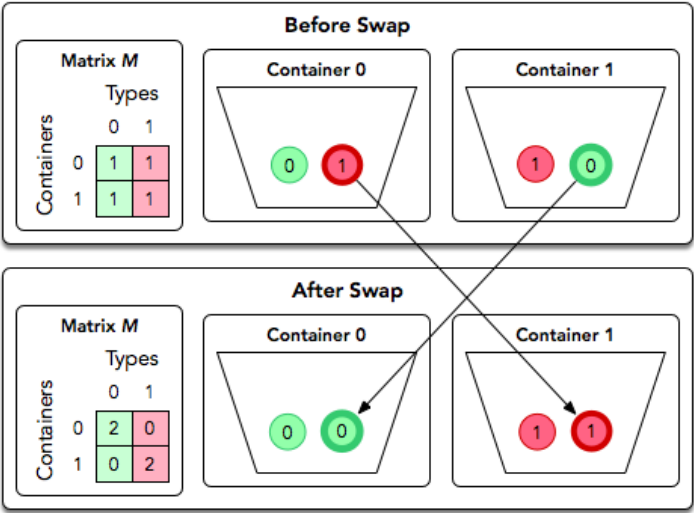 Before Swap
Matrix M
Types
0 1
Containers
0 1 1
1 1 1
Container 0
0 1
Container 1
1 0
After Swap
Matrix M
Types
0 1
Containers
0 2 0
1 0 2
Container 0
0 0
Container 1
1 1